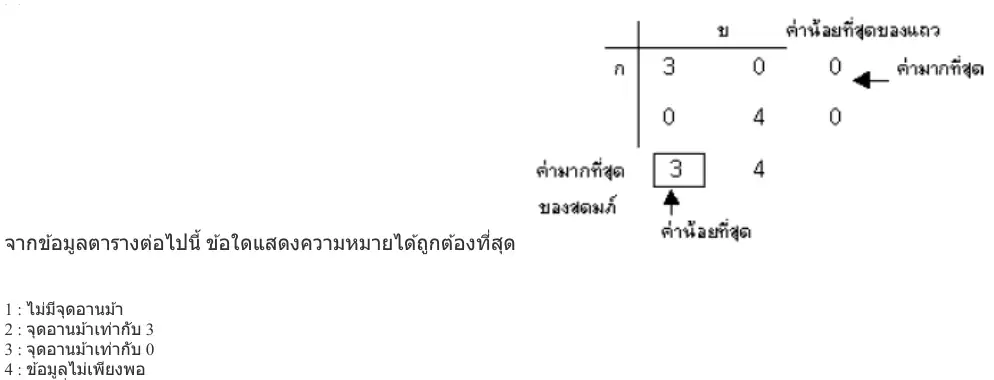 ข ค่าน้อยที่สุดของแถว
ก 3 0 0 ค่ามากที่สุด
0 4 0
ค่ามากที่สุด 3 4
ของสดมภ์
ค่าน้อยที่สุด
จากข้อมูลตารางต่อไปนี้ ข้อใดแสดงความหมายได้ถูกต้องที่สุด
1 : ไม่มีจุดอานม้า
2 : จุดอานม้าเท่ากับ 3
3 : จุดอานม้าเท่ากับ 0
4 : ข้อมูลไม่เพียงพอ